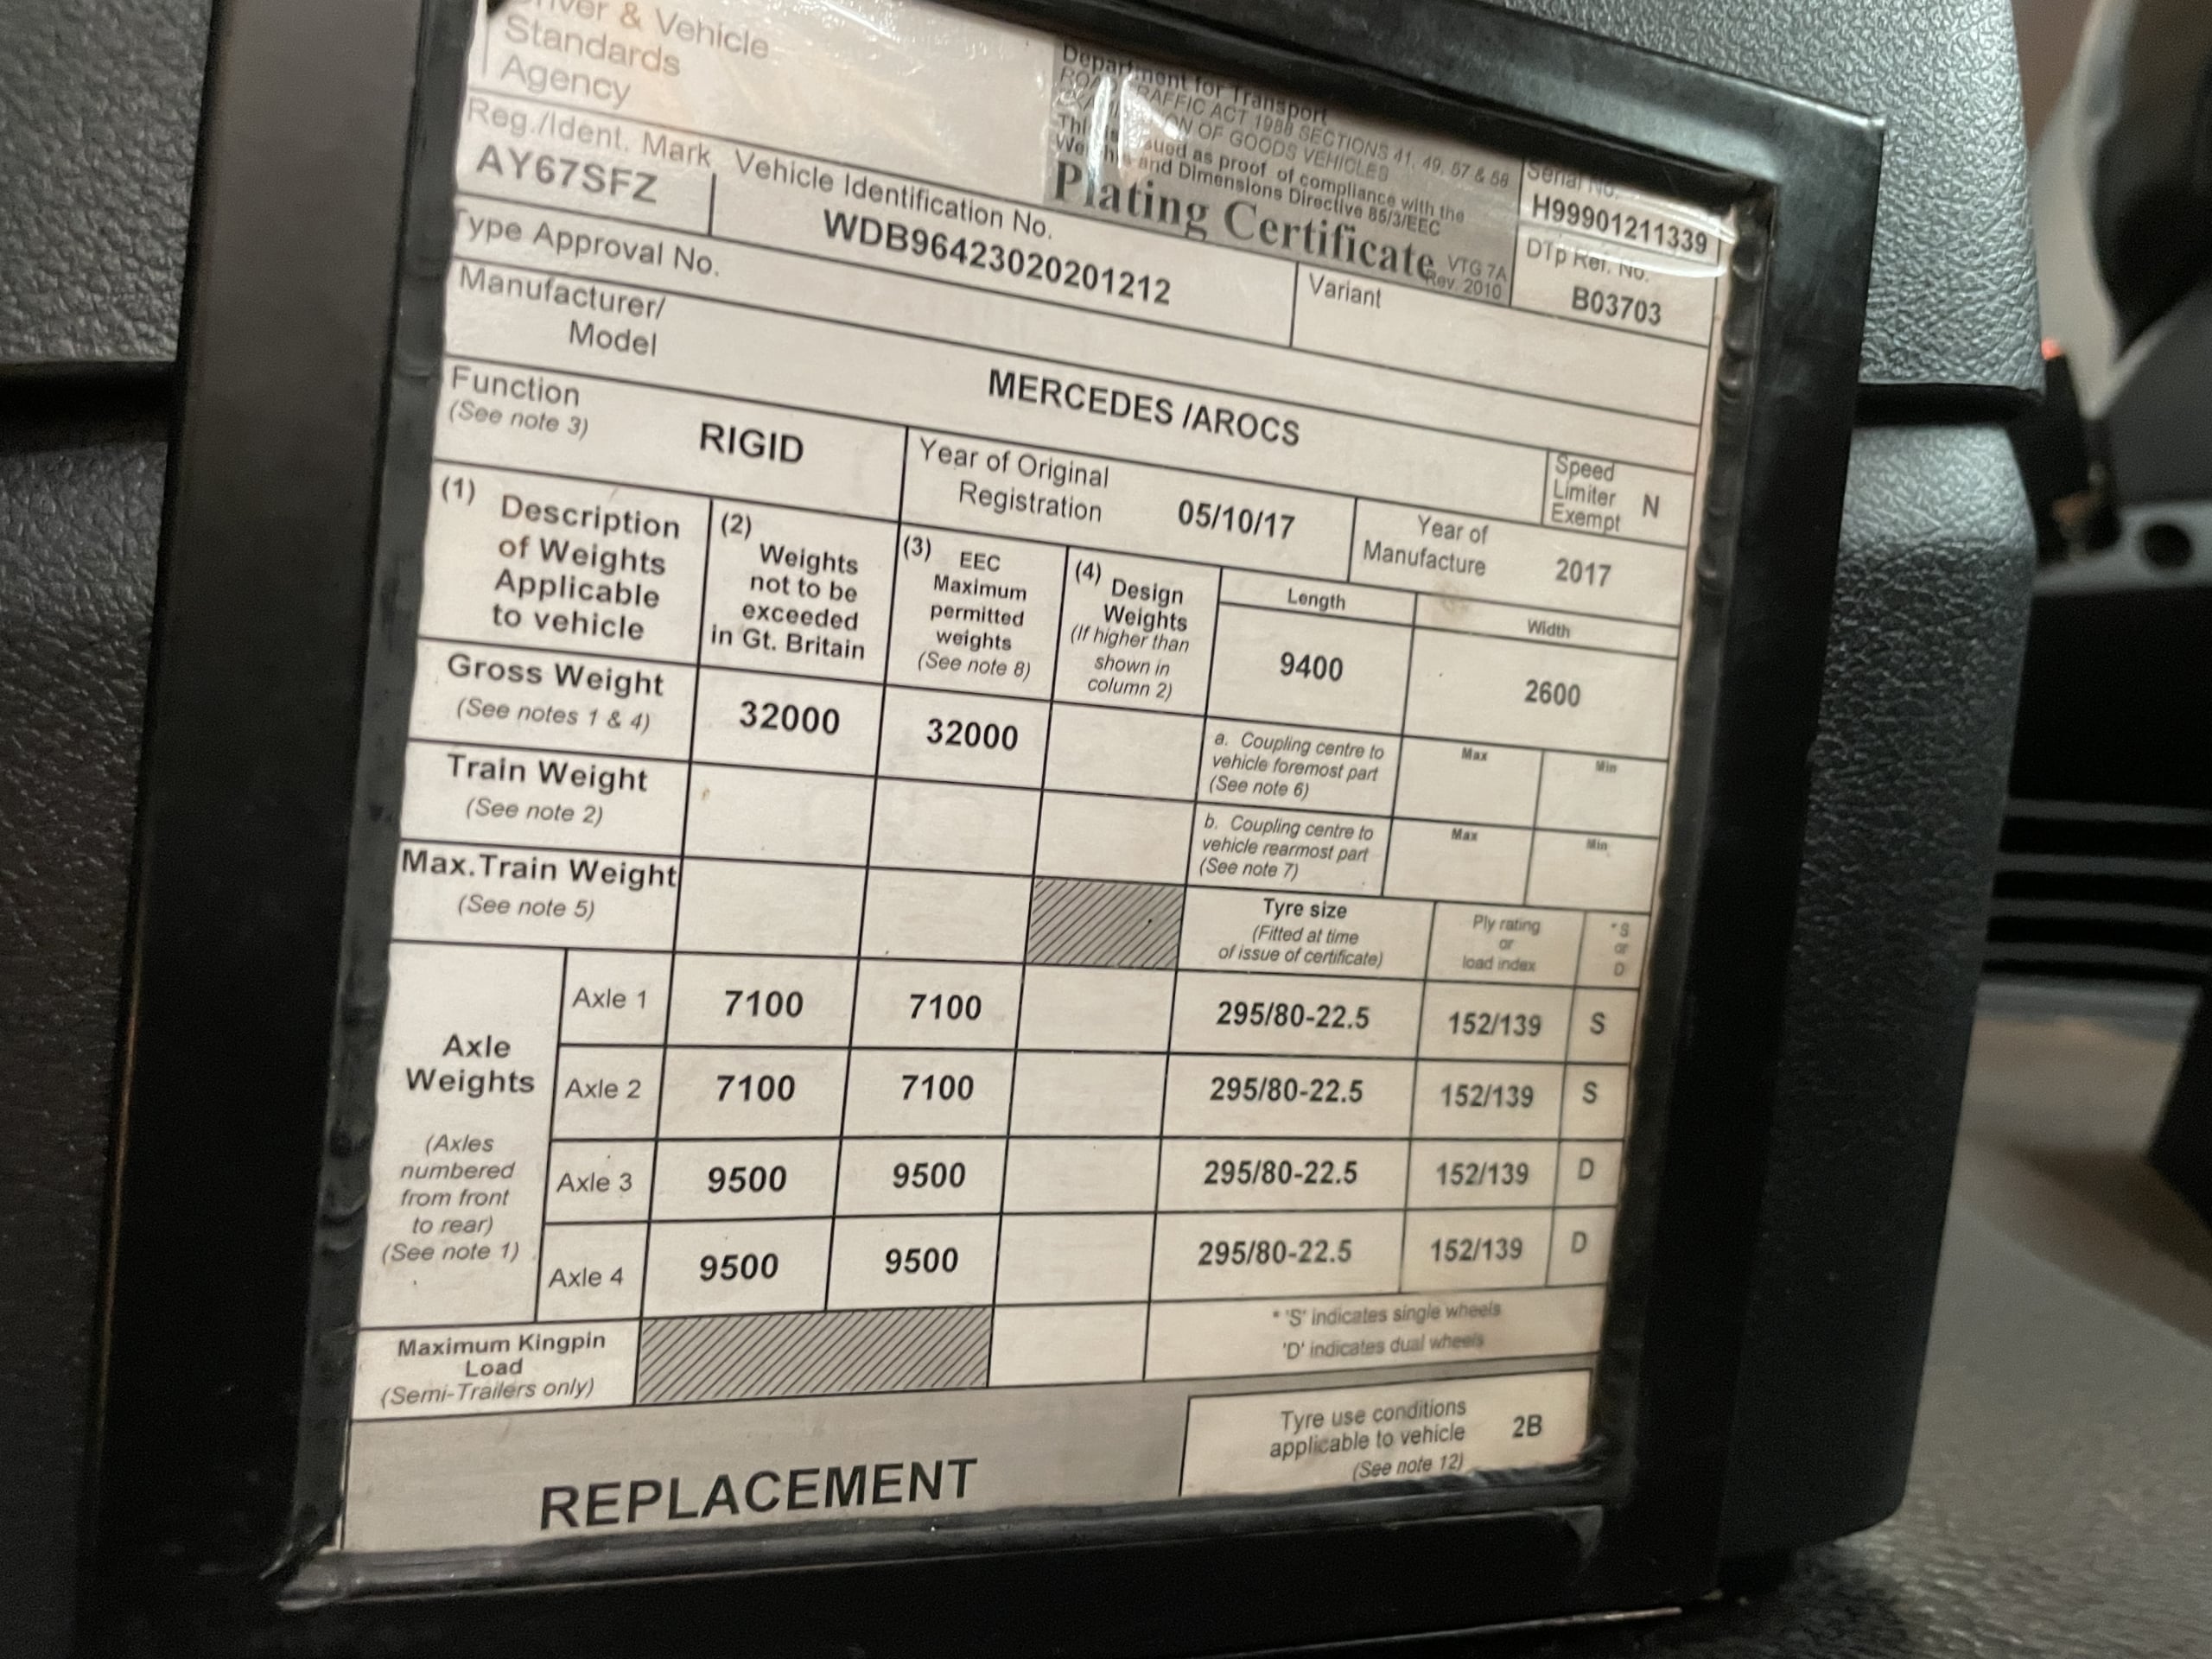 & Vehicle
Standards
Agency
Department for Transport
ROAD TRAFFIC ACT 1988 SECTIONS 41, 49, 57 & 58
OF GOODS VEHICLES
This is issued as proof of compliance with the
Weights and Dimensions Directive 85/3/EEC
Plating Certificate
VTG 7A
Rev. 2010
Serial No.
H99901211339
DTp Ref. No.
B03703
Reg./Ident. Mark
AY67SFZ
Vehicle Identification No.
WDB96423020201212
Type Approval No.
Variant
Manufacturer/
Model
MERCEDES /AROCS
Function
(See note 3)
RIGID
Year of Original
Registration
05/10/17
Year of
Manufacture
2017
Speed
Limiter
Exempt
N
(1) Description
of Weights
Applicable
to vehicle
(2) Weights
not to be
exceeded
in Gt. Britain
(3) EEC
Maximum
permitted
weights
(See note 8)
(4) Design
Weights
(If higher than
shown in
column 2)
Length
9400
Width
2600
Gross Weight
(See notes 1 & 4)
32000
32000
a. Coupling centre to
vehicle foremost part
(See note 6)
Max
Min
Train Weight
(See note 2)
b. Coupling centre to
vehicle rearmost part
(See note 7)
Max
Min
Max.Train Weight
(See note 5)
Tyre size
(Fitted at time
of issue of certificate)
Ply rating
or
load index
*S
or
D
Axle
Weights
(Axles
numbered
from front
to rear)
(See note 1)
Axle 1 7100 7100 295/80-22.5 152/139 S
Axle 2 7100 7100 295/80-22.5 152/139 S
Axle 3 9500 9500 295/80-22.5 152/139 D
Axle 4 9500 9500 295/80-22.5 152/139 D
Maximum Kingpin
Load
(Semi-Trailers only)
* 'S' indicates single wheels
'D' indicates dual wheels
REPLACEMENT
Tyre use conditions
applicable to vehicle
(See note 12)
2B